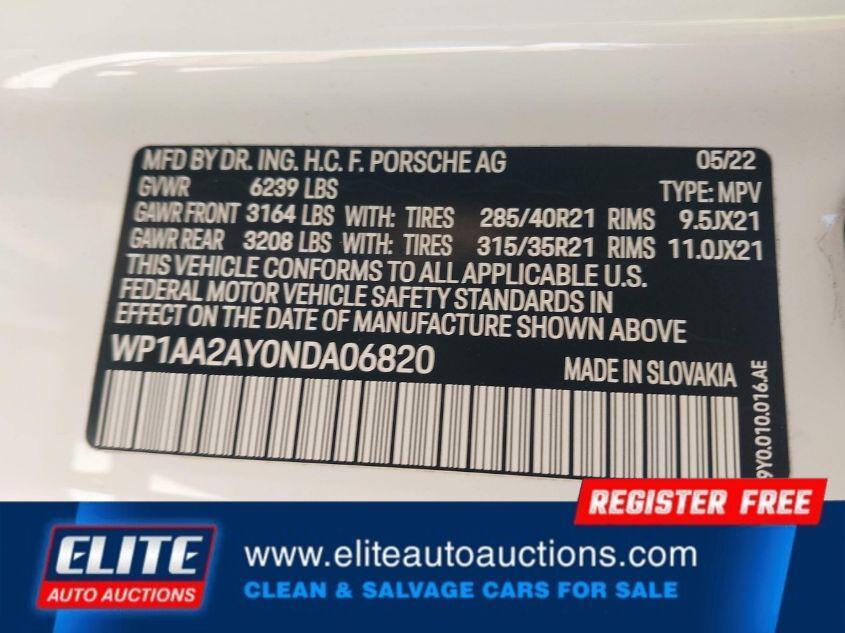 MFD BY DR. ING. H.C. F. PORSCHE AG 05/22
GVWR 6239 LBS TYPE: MPV
GAWR FRONT 3164 LBS WITH: TIRES 285/40R21 RIMS 9.5JX21
GAWR REAR 3208 LBS WITH: TIRES 315/35R21 RIMS 11.0JX21
THIS VEHICLE CONFORMS TO ALL APPLICABLE U.S.
FEDERAL MOTOR VEHICLE SAFETY STANDARDS IN
EFFECT ON THE DATE OF MANUFACTURE SHOWN ABOVE
WP1AA2AY0NDA06820 MADE IN SLOVAKIA
9Y0.010.016.AE
REGISTER FREE
ELITE
AUTO AUCTIONS
www.eliteautoauctions.com
CLEAN & SALVAGE CARS FOR SALE